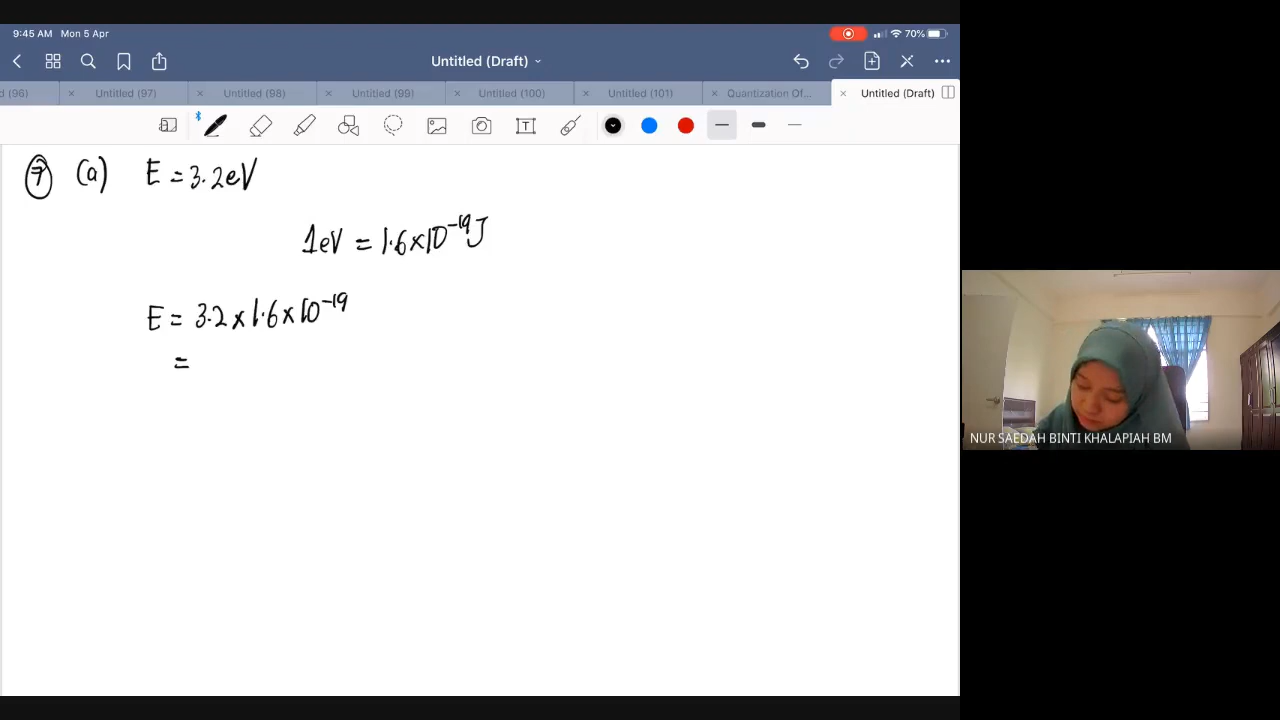 9:45 AM Mon 5 Apr
70%
Untitled (Draft)
d (96)
Untitled (97)
Untitled (98)
Untitled (99)
Untitled (100)
Untitled (101)
Quantization Of...
Untitled (Draft)
T
7 (a) E = 3.2eV
1eV = 1.6×10⁻¹⁹J
E = 3.2 × 1.6 × 10⁻¹⁹
=
NUR SAEDAH BINTI KHALAPIAH BM